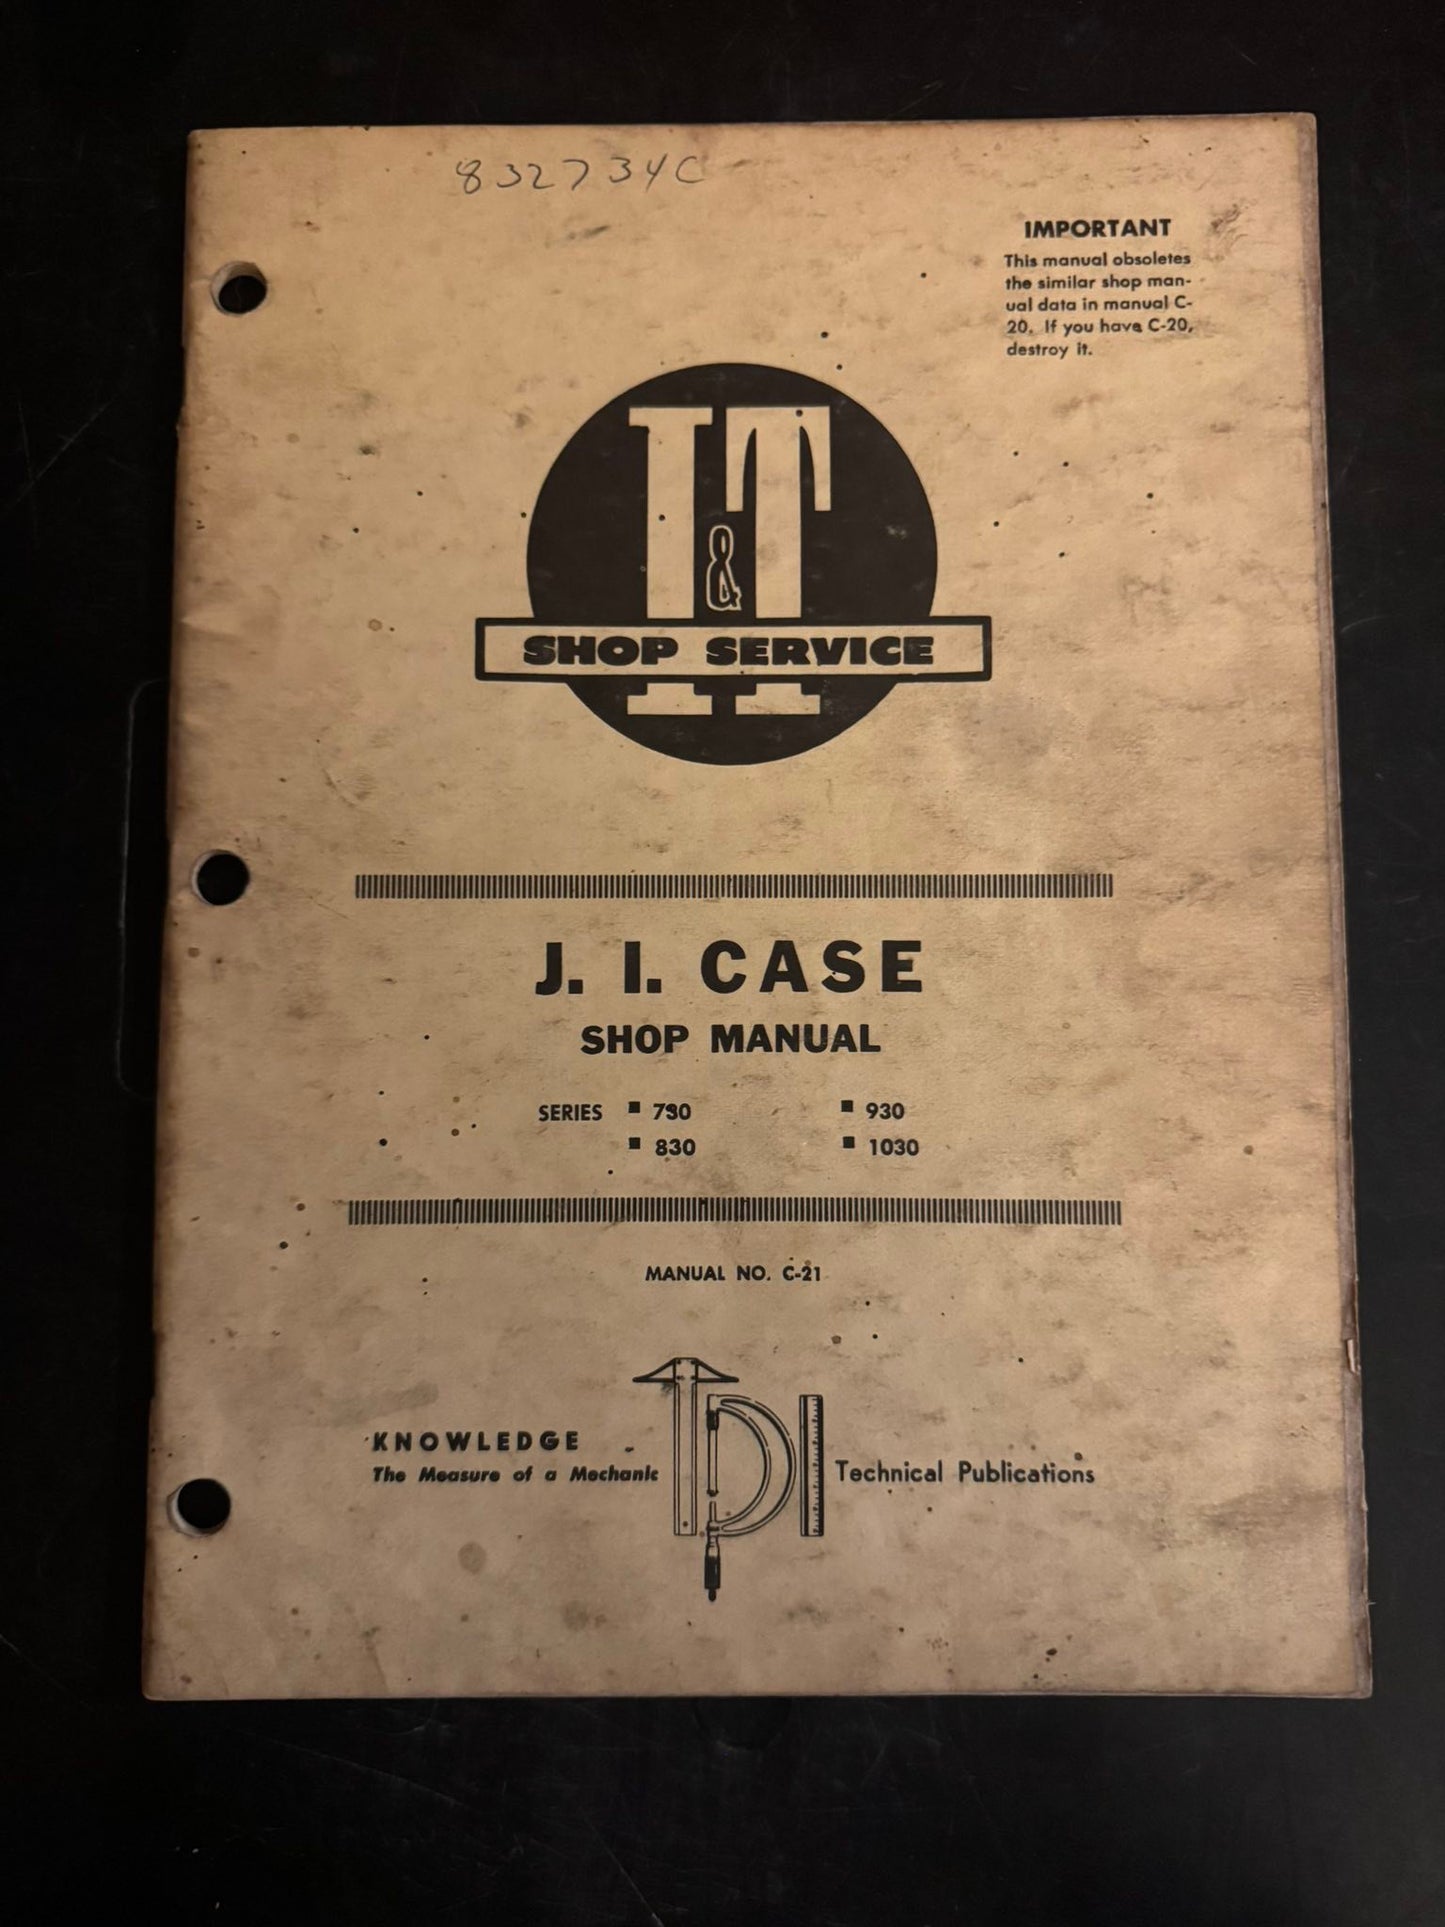 832734C
IMPORTANT
This manual obsoletes
the similar shop man-
ual data in manual C-
20. If you have C-20,
destroy it.
I&T
SHOP SERVICE
J. I. CASE
SHOP MANUAL
SERIES ■ 730 ■ 930
■ 830 ■ 1030
MANUAL NO. C-21
KNOWLEDGE
The Measure of a Mechanic
TPI
Technical Publications